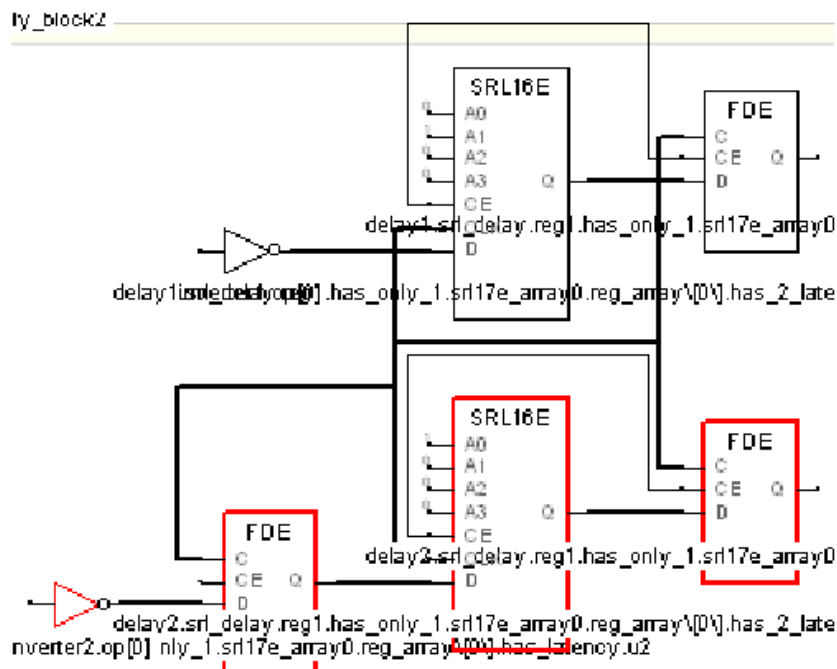 ly_block2
SRL16E
A0
A1
A2
A3
CE
D
Q
FDE
C
CE
D
Q
delay1.srl_delay.reg1.has_only_1.srl17e_array0
.has_only_1.srl17e_array0.reg_array\[0\].has_2_late
SRL16E
A0
A1
A2
A3
CE
D
Q
FDE
C
CE
D
Q
delay2.srl_delay.reg1.has_only_1.srl17e_array0
FDE
C
CE
D
Q
delay2.srl_delay.reg1.has_only_1.srl17e_array0.reg_array\[0\].has_2_late
nverter2.op[0] nly_1.srl17e_array0.reg_array\[0\].has_latency.u2